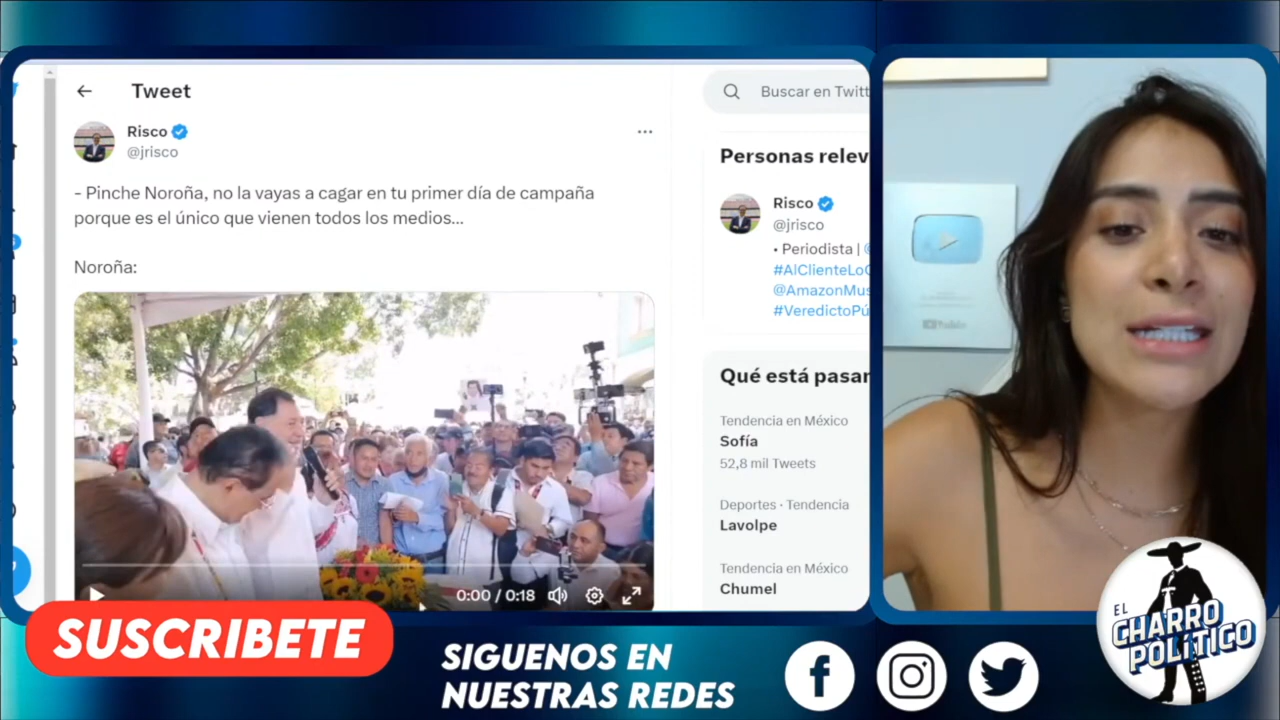 Tweet
Risco
@jrisco
- Pinche Noroña, no la vayas a cagar en tu primer día de campaña
porque es el único que vienen todos los medios...
Noroña:
0:00 / 0:18
Buscar en Twitt
Personas relev
Risco
@jrisco
• Periodista | @
#AlClienteLoC
@AmazonMus
#VeredictoPú
Qué está pasar
Tendencia en México
Sofía
52,8 mil Tweets
Deportes · Tendencia
Lavolpe
Tendencia en México
Chumel
YouTube
SUSCRIBETE
SIGUENOS EN
NUESTRAS REDES
EL
CHARRO
POLÍTICO